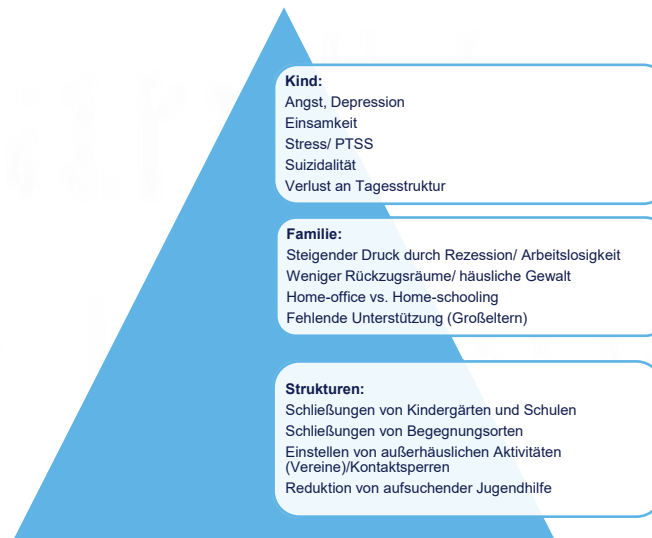 Kind:
Angst, Depression
Einsamkeit
Stress/ PTSS
Suizidalität
Verlust an Tagesstruktur
Familie:
Steigender Druck durch Rezession/ Arbeitslosigkeit
Weniger Rückzugsräume/ häusliche Gewalt
Home-office vs. Home-schooling
Fehlende Unterstützung (Großeltern)
Strukturen:
Schließungen von Kindergärten und Schulen
Schließungen von Begegnungsorten
Einstellen von außerhäuslichen Aktivitäten
(Vereine)/Kontaktsperren
Reduktion von aufsuchender Jugendhilfe